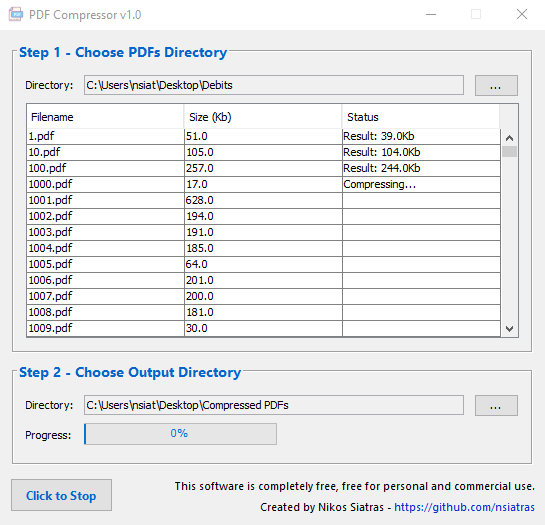 PDF Compressor v1.0
Step 1 - Choose PDFs Directory
Directory: C:\Users\nsiat\Desktop\Debits ...
Filename Size (Kb) Status
1.pdf 51.0 Result: 39.0Kb
10.pdf 105.0 Result: 104.0Kb
100.pdf 257.0 Result: 244.0Kb
1000.pdf 17.0 Compressing...
1001.pdf 628.0
1002.pdf 194.0
1003.pdf 191.0
1004.pdf 185.0
1005.pdf 64.0
1006.pdf 201.0
1007.pdf 200.0
1008.pdf 181.0
1009.pdf 30.0
Step 2 - Choose Output Directory
Directory: C:\Users\nsiat\Desktop\Compressed PDFs ...
Progress: 0%
Click to Stop
This software is completely free, free for personal and commercial use.
Created by Nikos Siatras - https://github.com/nsiatras